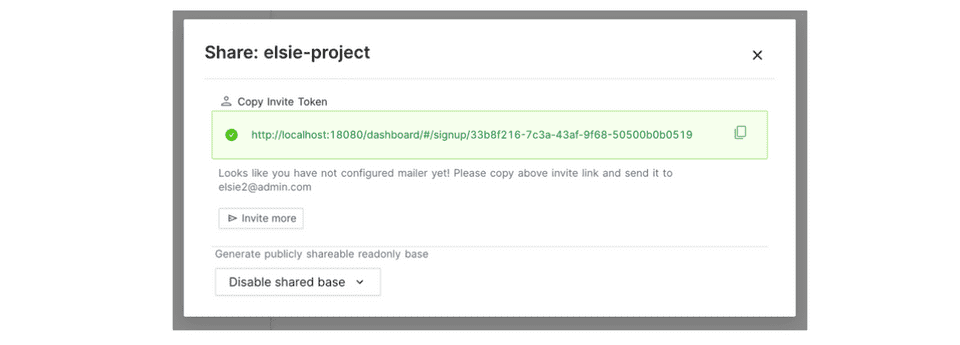 Share: elsie-project
Copy Invite Token
http://localhost:18080/dashboard/#/signup/33b8f216-7c3a-43af-9f68-50500b0b0519
Looks like you have not configured mailer yet! Please copy above invite link and send it to
elsie2@admin.com
Invite more
Generate publicly shareable readonly base
Disable shared base